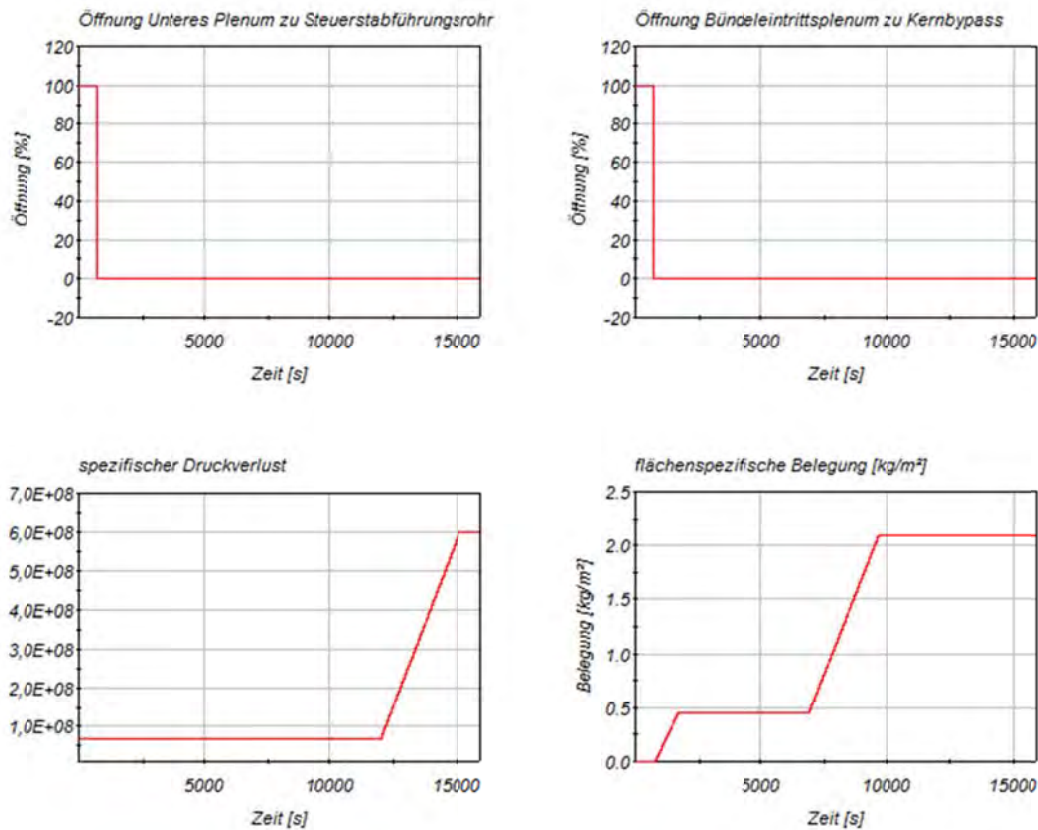 Öffnung Unteres Plenum zu Steuerstabführungsrohr
120
100
80
60
40
20
0
-20
Öffnung [%]
5000 10000 15000
Zeit [s]
Öffnung Bündeleintrittsplenum zu Kernbypass
120
100
80
60
40
20
0
-20
Öffnung [%]
5000 10000 15000
Zeit [s]
spezifischer Druckverlust
7,0E+08
6,0E+08
5,0E+08
4,0E+08
3,0E+08
2,0E+08
1,0E+08
5000 10000 15000
Zeit [s]
flächenspezifische Belegung [kg/m²]
2.5
2.0
1.5
1.0
0.5
0.0
Belegung [kg/m²]
5000 10000 15000
Zeit [s]